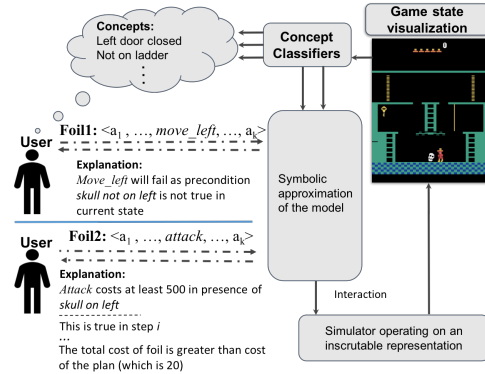 Concepts:
Left door closed
Not on ladder
⋮
Concept
Classifiers
Game state
visualization
0
User
Foil1: <a1 , …, move_left,…, ak>
Explanation:
Move_left will fail as precondition
skull not on left is not true in
current state
Symbolic
approximation
of the model
User
Foil2: <a1 , …, attack,…, ak>
Explanation:
Attack costs at least 500 in presence of
skull on left
This is true in step i
...
The total cost of foil is greater than cost
of the plan (which is 20)
Interaction
Simulator operating on an
inscrutable representation